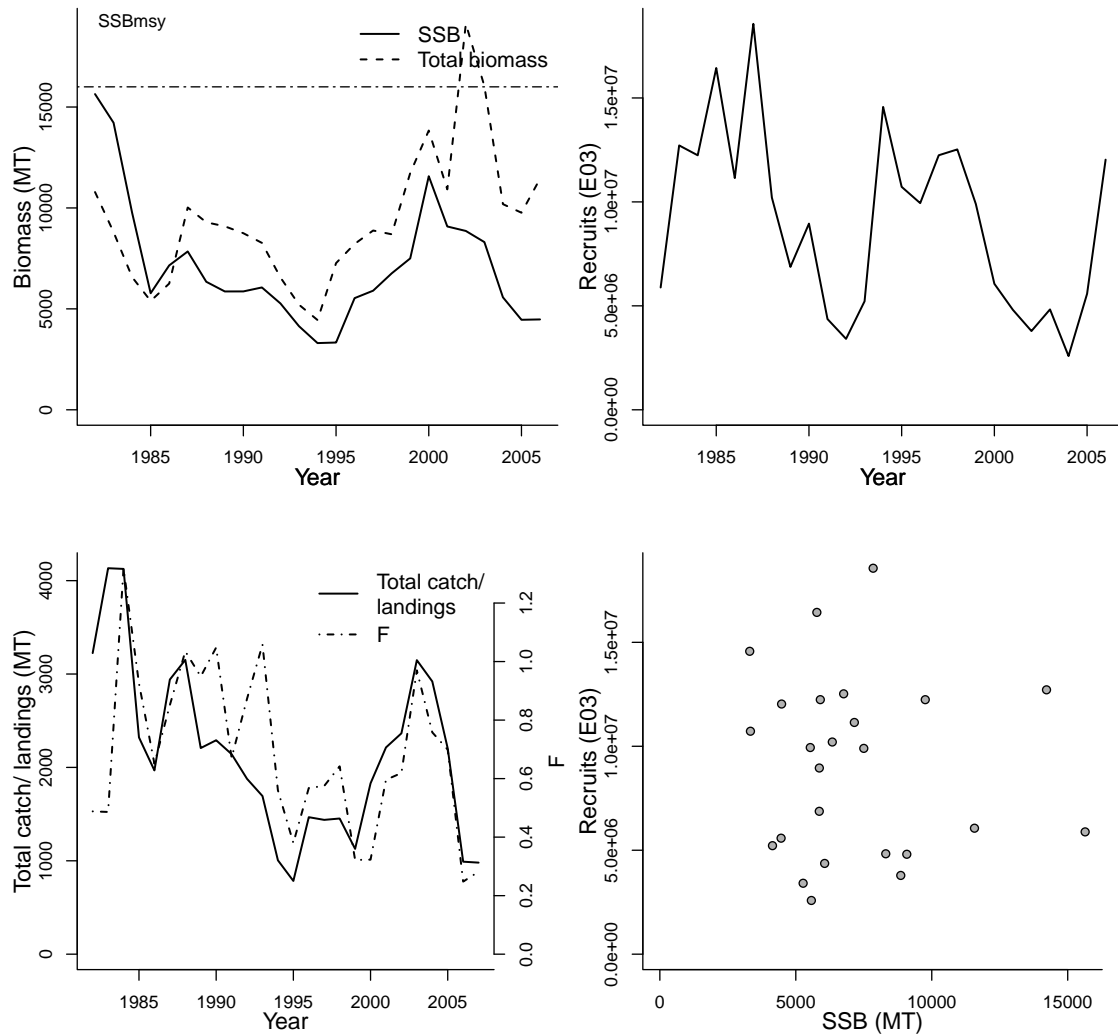 SSBmsy
SSB
Total biomass
Biomass (MT)
0
5000
10000
15000
1985
1990
1995
2000
2005
Year
Recruits (E03)
0.0e+00
5.0e+06
1.0e+07
1.5e+07
1985
1990
1995
2000
2005
Year
Total catch/
landings
F
Total catch/ landings (MT)
0
1000
2000
3000
4000
F
0.0
0.2
0.4
0.6
0.8
1.0
1.2
1985
1990
1995
2000
2005
Year
Recruits (E03)
0.0e+00
5.0e+06
1.0e+07
1.5e+07
0
5000
10000
15000
SSB (MT)